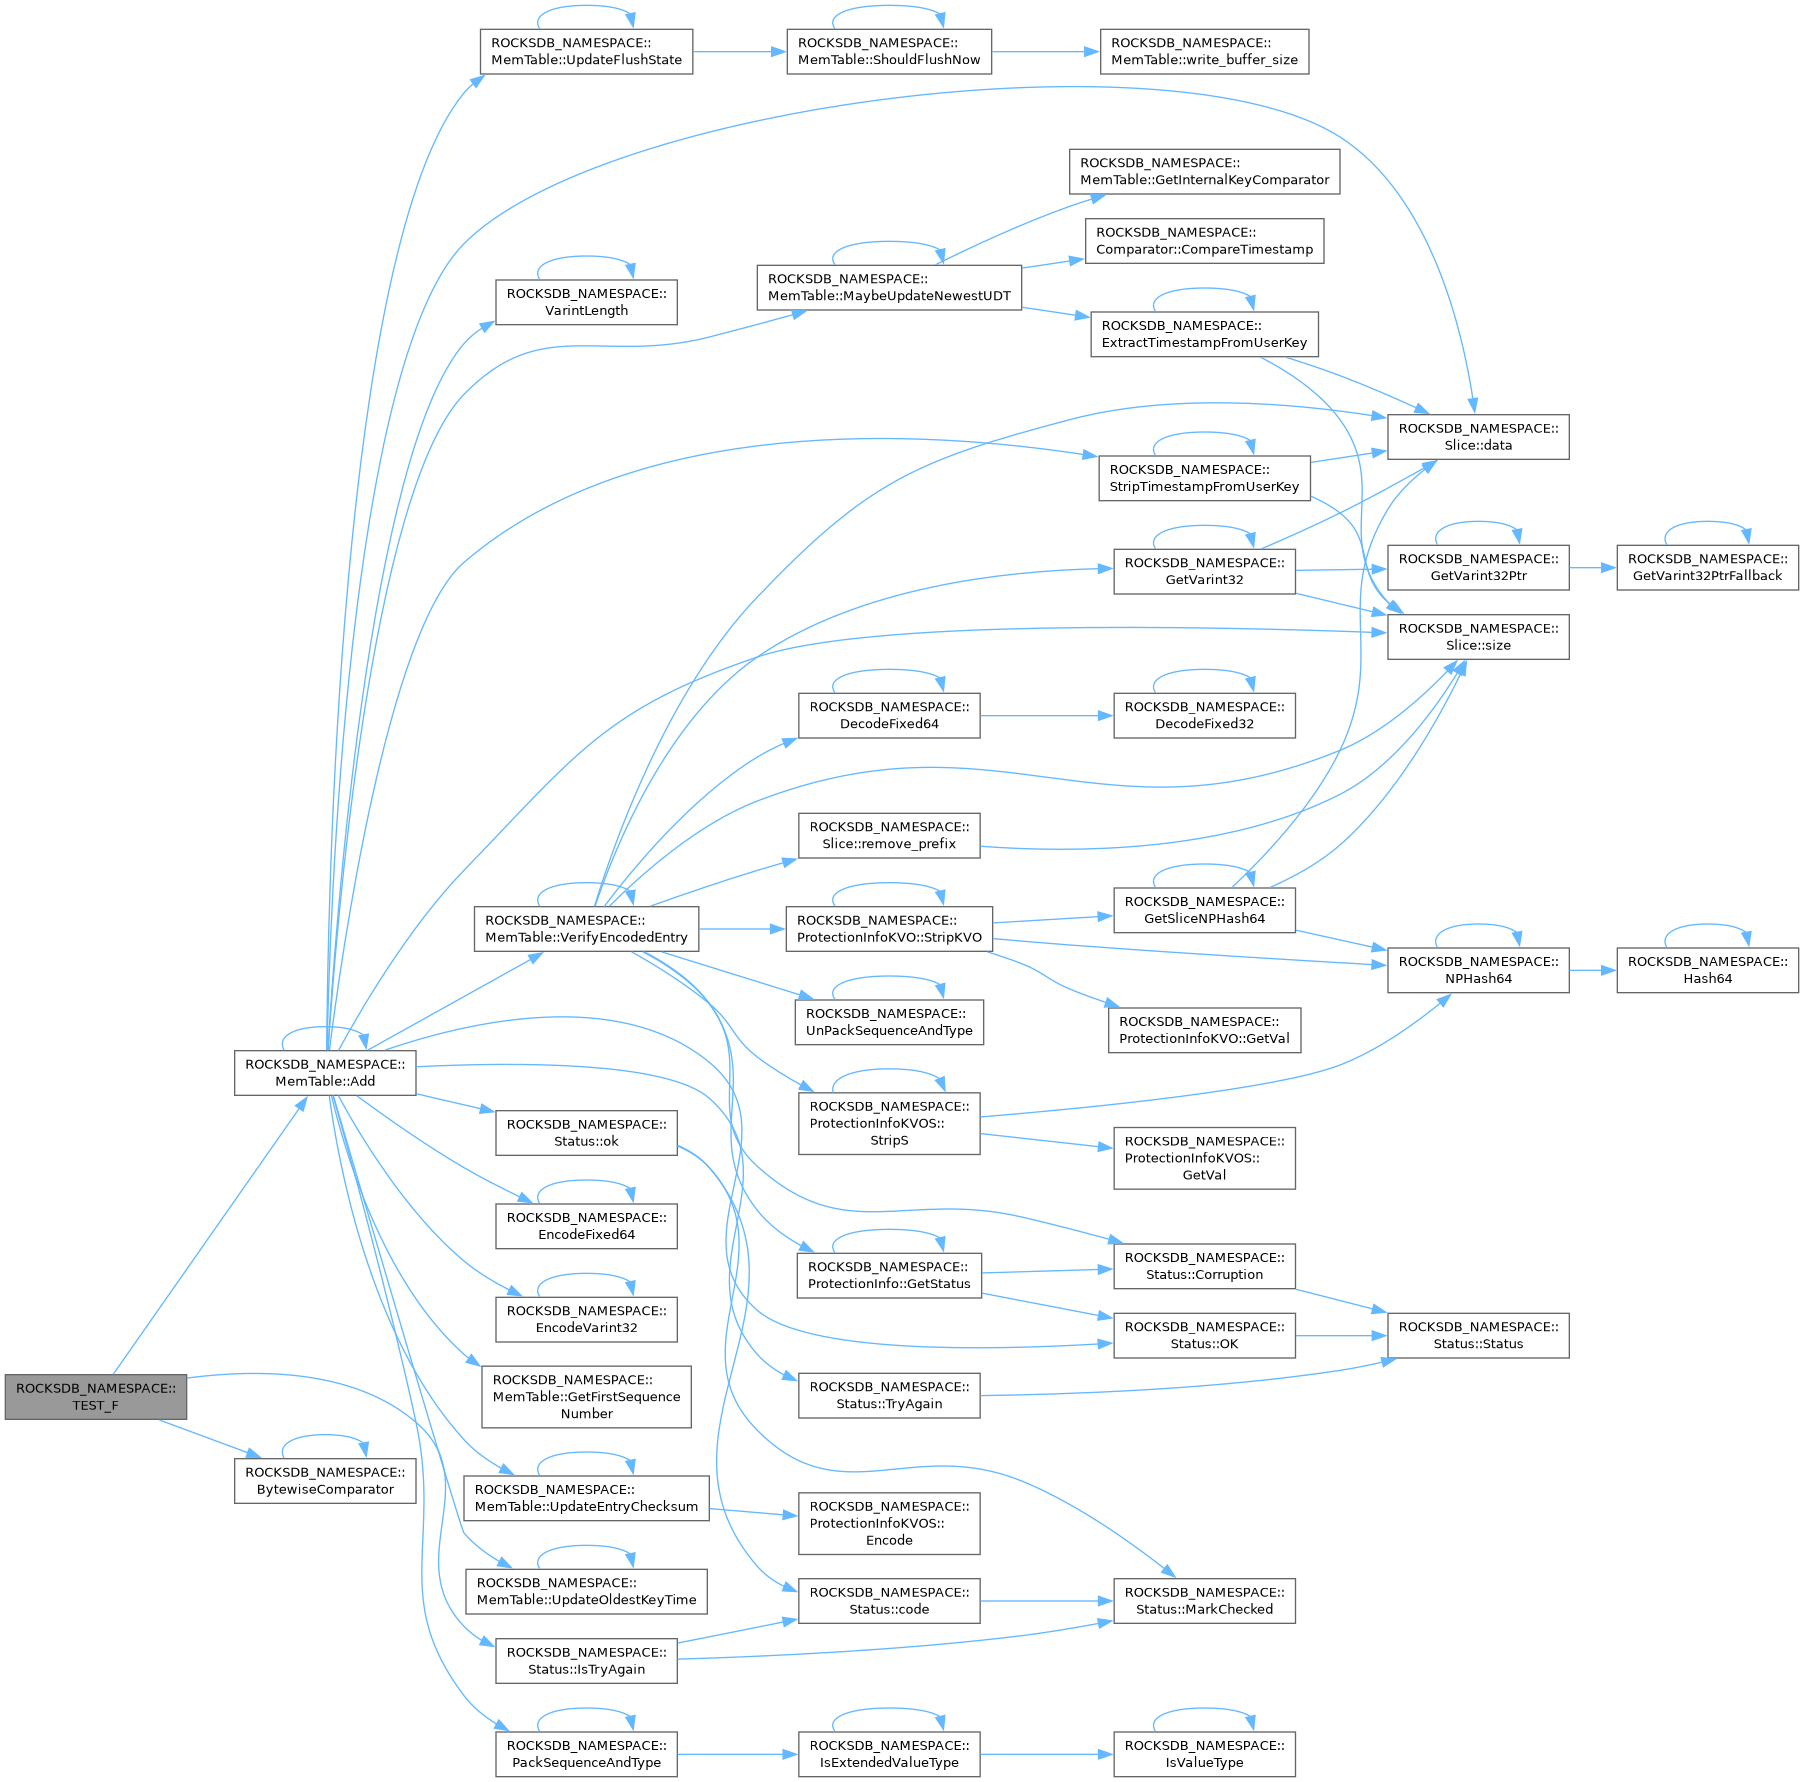 ROCKSDB_NAMESPACE::
MemTable::UpdateFlushState
ROCKSDB_NAMESPACE::
MemTable::ShouldFlushNow
ROCKSDB_NAMESPACE::
MemTable::write_buffer_size
ROCKSDB_NAMESPACE::
MemTable::GetInternalKeyComparator
ROCKSDB_NAMESPACE::
Comparator::CompareTimestamp
ROCKSDB_NAMESPACE::
VarintLength
ROCKSDB_NAMESPACE::
MemTable::MaybeUpdateNewestUDT
ROCKSDB_NAMESPACE::
ExtractTimestampFromUserKey
ROCKSDB_NAMESPACE::
Slice::data
ROCKSDB_NAMESPACE::
StripTimestampFromUserKey
ROCKSDB_NAMESPACE::
GetVarint32
ROCKSDB_NAMESPACE::
GetVarint32Ptr
ROCKSDB_NAMESPACE::
GetVarint32PtrFallback
ROCKSDB_NAMESPACE::
Slice::size
ROCKSDB_NAMESPACE::
DecodeFixed64
ROCKSDB_NAMESPACE::
DecodeFixed32
ROCKSDB_NAMESPACE::
Slice::remove_prefix
ROCKSDB_NAMESPACE::
MemTable::VerifyEncodedEntry
ROCKSDB_NAMESPACE::
ProtectionInfoKVO::StripKVO
ROCKSDB_NAMESPACE::
GetSliceNPHash64
ROCKSDB_NAMESPACE::
NPHash64
ROCKSDB_NAMESPACE::
Hash64
ROCKSDB_NAMESPACE::
UnPackSequenceAndType
ROCKSDB_NAMESPACE::
ProtectionInfoKVO::GetVal
ROCKSDB_NAMESPACE::
MemTable::Add
ROCKSDB_NAMESPACE::
ProtectionInfoKVOS::
StripS
ROCKSDB_NAMESPACE::
Status::ok
ROCKSDB_NAMESPACE::
ProtectionInfoKVOS::
GetVal
ROCKSDB_NAMESPACE::
EncodeFixed64
ROCKSDB_NAMESPACE::
ProtectionInfo::GetStatus
ROCKSDB_NAMESPACE::
Status::Corruption
ROCKSDB_NAMESPACE::
EncodeVarint32
ROCKSDB_NAMESPACE::
Status::OK
ROCKSDB_NAMESPACE::
Status::Status
ROCKSDB_NAMESPACE::
TEST_F
ROCKSDB_NAMESPACE::
MemTable::GetFirstSequence
Number
ROCKSDB_NAMESPACE::
Status::TryAgain
ROCKSDB_NAMESPACE::
BytewiseComparator
ROCKSDB_NAMESPACE::
MemTable::UpdateEntryChecksum
ROCKSDB_NAMESPACE::
ProtectionInfoKVOS::
Encode
ROCKSDB_NAMESPACE::
MemTable::UpdateOldestKeyTime
ROCKSDB_NAMESPACE::
Status::code
ROCKSDB_NAMESPACE::
Status::MarkChecked
ROCKSDB_NAMESPACE::
Status::IsTryAgain
ROCKSDB_NAMESPACE::
PackSequenceAndType
ROCKSDB_NAMESPACE::
IsExtendedValueType
ROCKSDB_NAMESPACE::
IsValueType